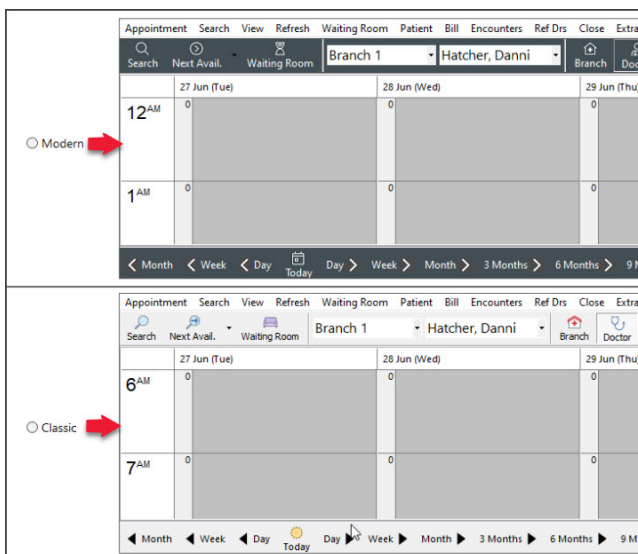 Appointment Search View Refresh Waiting Room Patient Bill Encounters Ref Drs Close Extra
Search Next Avail. Waiting Room Branch 1 Hatcher, Danni Branch Doc
27 Jun (Tue) 28 Jun (Wed) 29 Jun (Thu)
12AM 0 0 0
Modern
1AM 0 0 0
Month Week Day Today Day Week Month 3 Months 6 Months 9 M
Appointment Search View Refresh Waiting Room Patient Bill Encounters Ref Drs Close Extra
Search Next Avail. Waiting Room Branch 1 Hatcher, Danni Branch Doctor
27 Jun (Tue) 28 Jun (Wed) 29 Jun (Thu)
6AM 0 0 0
Classic
7AM 0 0 0
Month Week Day Today Day Week Month 3 Months 6 Months 9 M